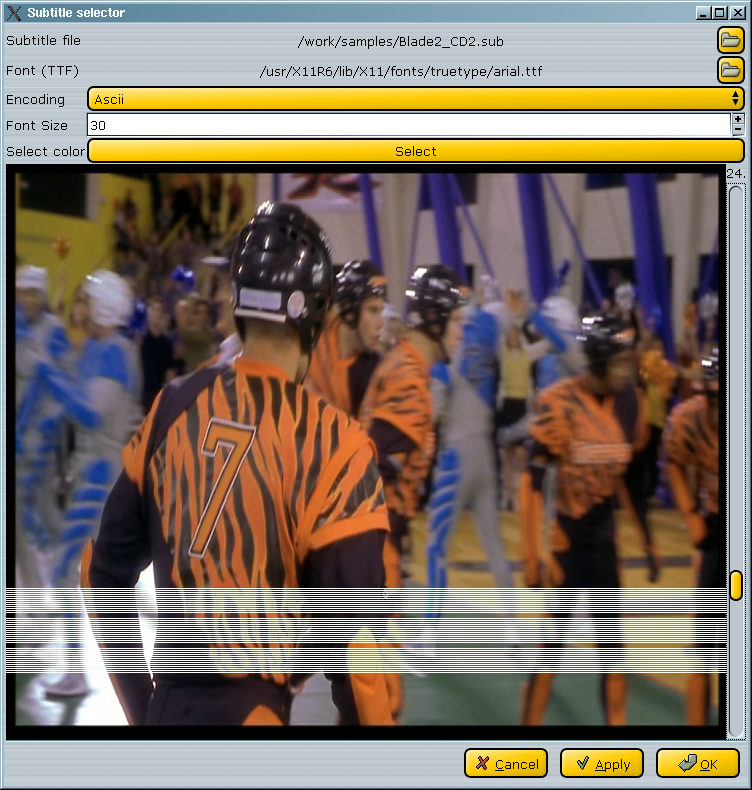 Subtitle selector
Subtitle file /work/samples/Blade2_CD2.sub
Font (TTF) /usr/X11R6/lib/X11/fonts/truetype/arial.ttf
Encoding Ascii
Font Size 30
Select color Select
24.
7
Cancel Apply OK